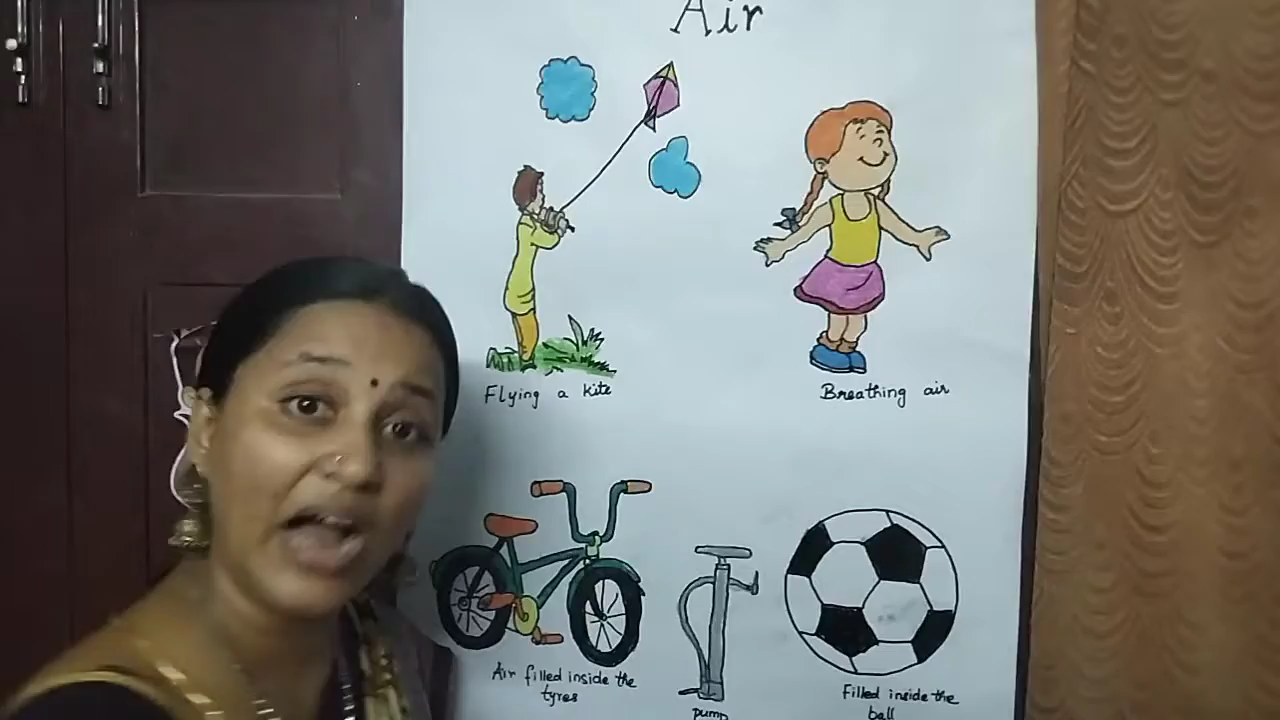 Air
Flying a kite
Breathing air
Air filled inside the
tyres
pump
Filled inside the
ball